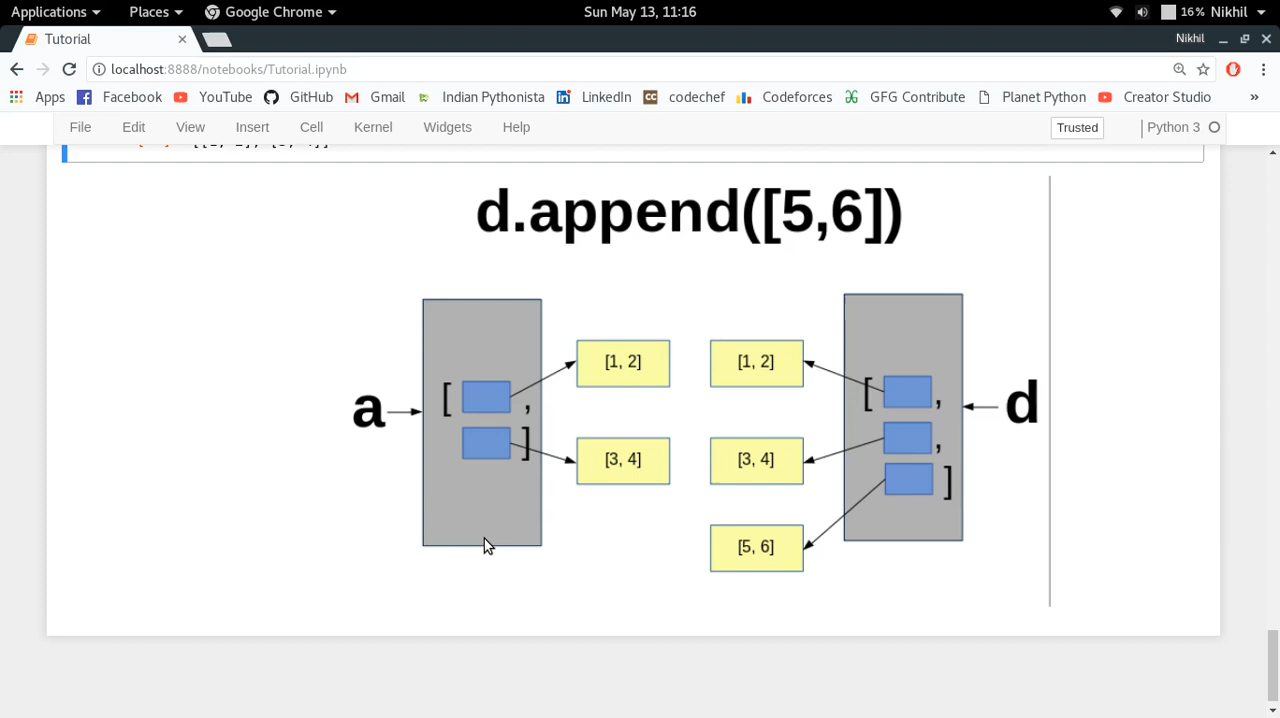 Applications Places Google Chrome Sun May 13, 11:16 16% Nikhil
Tutorial Nikhil
localhost:8888/notebooks/Tutorial.ipynb
Apps Facebook YouTube GitHub Gmail Indian Pythonista LinkedIn codechef Codeforces GFG Contribute Planet Python Creator Studio »
File Edit View Insert Cell Kernel Widgets Help Trusted Python 3
d.append([5,6])
[1, 2] [1, 2]
a [ , [ , d
] ,
[3, 4] [3, 4]
]
[5, 6]